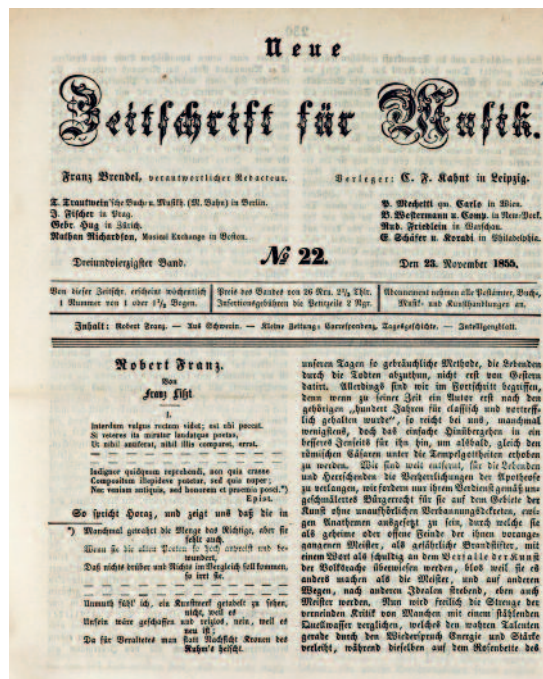 Neue
Zeitschrift für Musik.
Franz Brendel, verantwortlicher Redacteur.
Verleger: C. F. Kahnt in Leipzig.
T. Trautwein'sche Buch- u. Musikh. (M. Bahn) in Berlin.
J. Fischer in Prag.
Gebr. Hug in Zürich.
Nathan Richardson, Musical Exchange in Boston.
P. Mechetti qm. Carlo in Wien.
B. Westermann u. Comp. in New-York.
Rud. Friedlein in Warschau.
E. Schäfer u. Koradi in Philadelphia.
Dreiundvierzigster Band.
№ 22.
Den 23. November 1855.
Von dieser Zeitschr. erscheint wöchentlich
1 Nummer von 1 oder 1½ Bogen.
Preis des Bandes von 26 Nrn. 2⅓ Thlr.
Insertionsgebühren die Petitzeile 2 Ngr.
Abonnement nehmen alle Postämter, Buch-,
Musik- und Kunsthandlungen an.
Inhalt: Robert Franz. — Aus Schwerin. — Kleine Zeitung, Correspondenz, Tagesgeschichte. — Intelligenzblatt.
Robert Franz.
Von
Franz Liszt.
I.
Interdum vulgus rectum videt; est ubi peccat.
Si veteres ita miratur laudatque poetas,
Ut nihil anteferat, nihil illis comparet, errat.
Indignor quidquam reprehendi, non quia crasse
Compositum illepideve putetur, sed quia nuper;
Nec veniam antiquis, sed honorem et praemia posci.*)
Epist.
So spricht Horaz, und zeigt uns daß die in
*) Manchmal gewahrt die Menge das Richtige, aber sie
fehlt auch.
Wenn sie die alten Poeten so hoch anpreist und be-
wundert,
Daß nichts drüber und Nichts im Vergleich soll kommen,
so irrt sie.
Unmuth fühl' ich, ein Kunstwerk getadelt zu sehen,
nicht, weil es
Unfein wäre geschaffen und reizlos, nein, weil es
neu ist;
Da für Veraltetes man statt Nachsicht Kronen des
Ruhm's heischt.
unseren Tagen so gebräuchliche Methode, die Lebenden
durch die Todten abzuthun, nicht erst von Gestern
datirt. Allerdings sind wir im Fortschritt begriffen,
denn wenn zu seiner Zeit ein Autor erst nach den
gehörigen „hundert Jahren für classisch und vortreff-
lich gehalten wurde“, so reicht bei uns, manchmal
wenigstens, doch das einfache Hinübergehen in ein
besseres Jenseits für ihn hin, um alsbald, gleich den
römischen Cäsaren unter die Tempelgottheiten erhoben
zu werden. Wir sind weit entfernt, für die Lebenden
und Herrschenden die Verherrlichungen der Apotheose
zu verlangen, wir fordern nur ihrem Verdienst gemäß un-
geschmälertes Bürgerrecht für sie auf dem Gebiete der
Kunst ohne unaufhörlichen Verbannungsdekreten, ewi-
gen Anathemen ausgesetzt zu sein, durch welche sie
als geheime oder offene Feinde der ihnen vorange-
gangenen Meister, als gefährliche Brandstifter, mit
einem Wort als schuldig an dem Verfalle der Kunst
der Volksrache überwiesen werden, blos weil sie es
anders machen als die Meister, und auf anderen
Wegen, nach anderen Idealen strebend, eben auch
Meister werden. Nun wird freilich die Strenge der
verneinden Kritik von Manchen mit einem stählenden
Quellwasser verglichen, welches den wahren Talenten
gerade durch den Wiederspruch Energie und Stärke
verleiht, während dieselben auf dem Rosenbette des